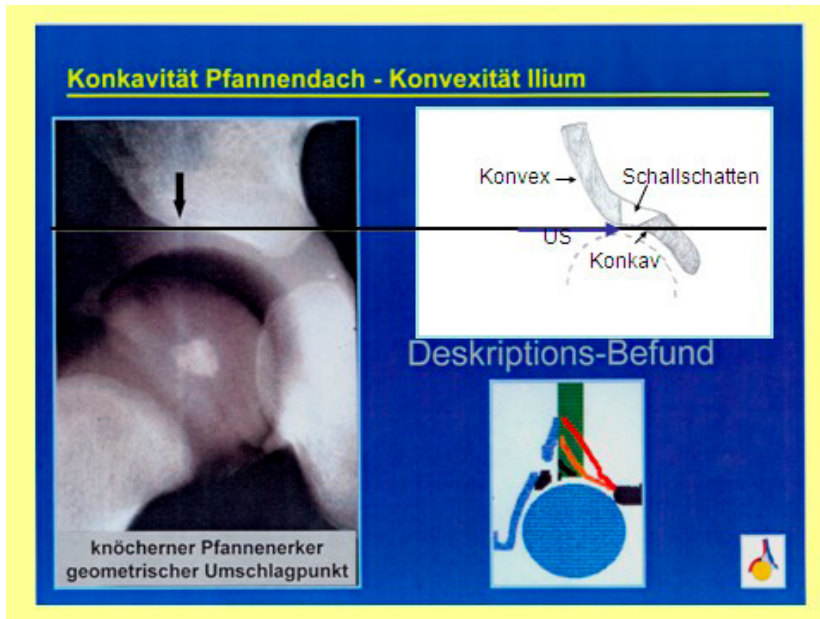 Konkavität Pfannendach - Konvexität Ilium
Konvex
Schallschatten
US
Konkav
Deskriptions-Befund
knöcherner Pfannenerker
geometrischer Umschlagpunkt